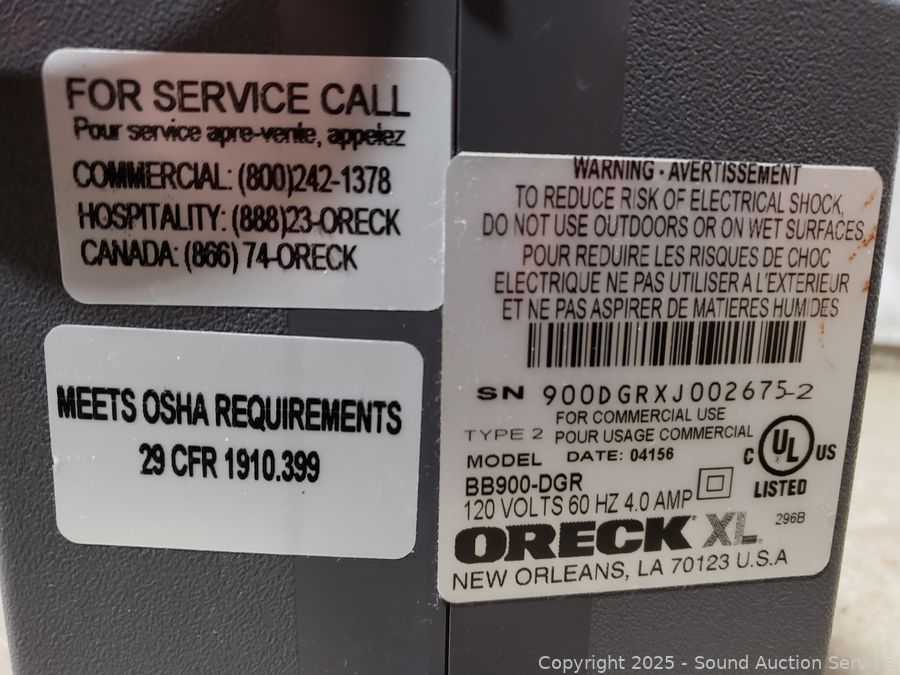 FOR SERVICE CALL
Pour service apre-vente, appelez
COMMERCIAL: (800)242-1378
HOSPITALITY: (888)23-ORECK
CANADA: (866) 74-ORECK
MEETS OSHA REQUIREMENTS
29 CFR 1910.399
WARNING - AVERTISSEMENT
TO REDUCE RISK OF ELECTRICAL SHOCK,
DO NOT USE OUTDOORS OR ON WET SURFACES
POUR REDUIRE LES RISQUES DE CHOC
ELECTRIQUE NE PAS UTILISER A L'EXTERIEUR
ET NE PAS ASPIRER DE MATIERES HUMIDES
SN 900DGRXJ002675-2
FOR COMMERCIAL USE
TYPE 2 POUR USAGE COMMERCIAL
MODEL DATE: 04156
C UL US
BB900-DGR
LISTED
120 VOLTS 60 HZ 4.0 AMP
296B
ORECK XL
NEW ORLEANS, LA 70123 U.S.A
Copyright 2025 - Sound Auction Service